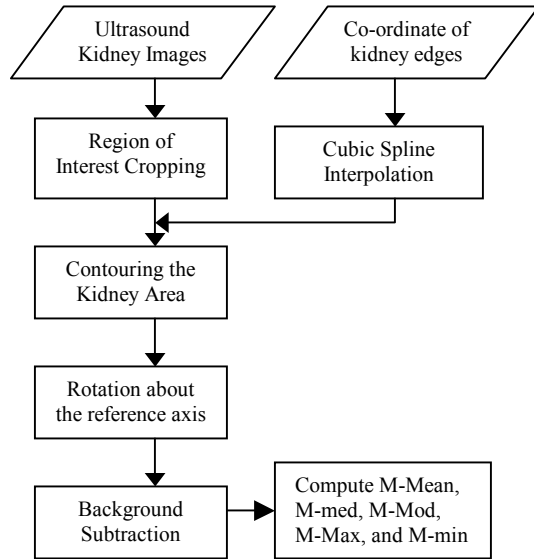 Ultrasound
Kidney Images
Co-ordinate of
kidney edges
Region of
Interest Cropping
Cubic Spline
Interpolation
Contouring the
Kidney Area
Rotation about
the reference axis
Background
Subtraction
Compute M-Mean,
M-med, M-Mod,
M-Max, and M-min